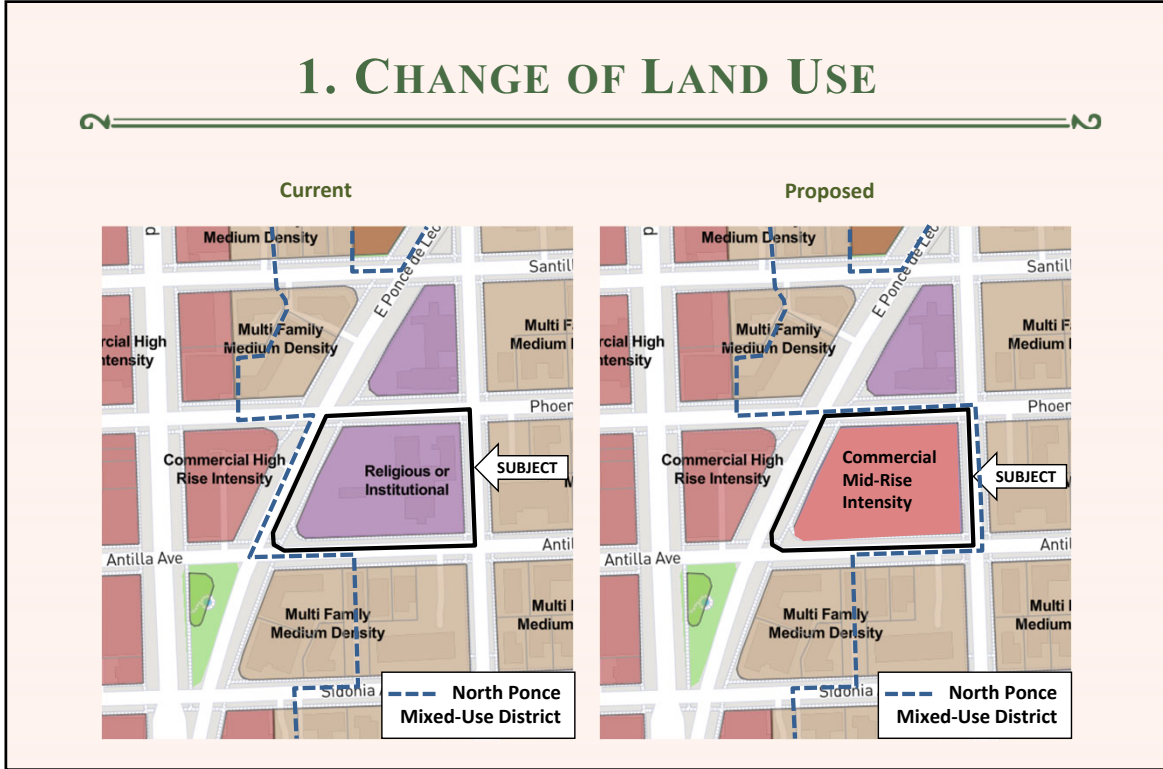 1. CHANGE OF LAND USE
Current
Medium Density
Santill
E Ponce de Leo
Multi Family
Medium Density
Multi F
Medium
rcial High
ntensity
Phoen
Commercial High
Rise Intensity
Religious or
Institutional
SUBJECT
Antilla Ave
Anti
Multi Family
Medium Density
Multi
Medium
Sidonia A
North Ponce
Mixed-Use District
Proposed
Medium Density
Santill
E Ponce de Leo
Multi Family
Medium Density
Multi F
Medium
rcial High
ntensity
Phoen
Commercial High
Rise Intensity
Commercial
Mid-Rise
Intensity
SUBJECT
M
Antilla Ave
Anti
Multi Family
Medium Density
Multi
Medium
Sidonia
North Ponce
Mixed-Use District